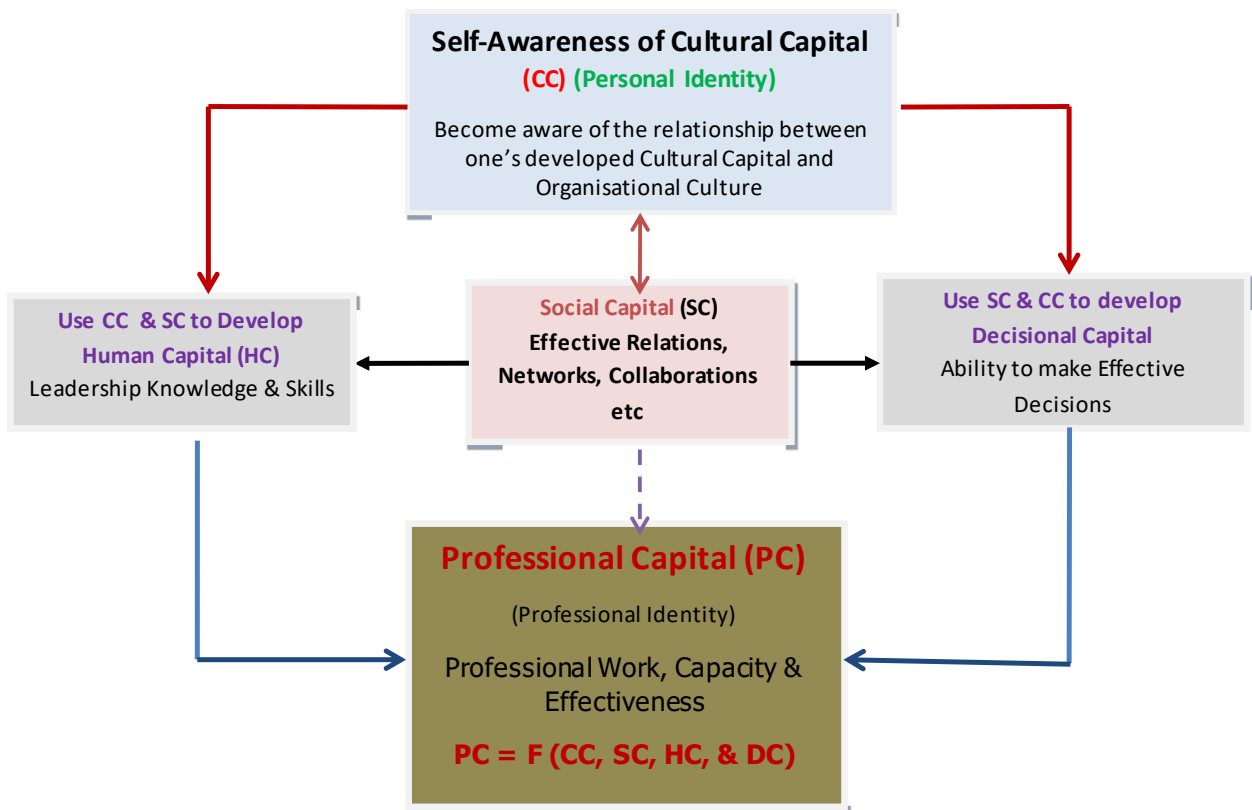 Self-Awareness of Cultural Capital
(CC) (Personal Identity)
Become aware of the relationship between
one's developed Cultural Capital and
Organisational Culture
Use CC & SC to Develop
Human Capital (HC)
Leadership Knowledge & Skills
Social Capital (SC)
Effective Relations,
Networks, Collaborations
etc
Use SC & CC to develop
Decisional Capital
Ability to make Effective
Decisions
Professional Capital (PC)
(Professional Identity)
Professional Work, Capacity &
Effectiveness
PC = F (CC, SC, HC, & DC)